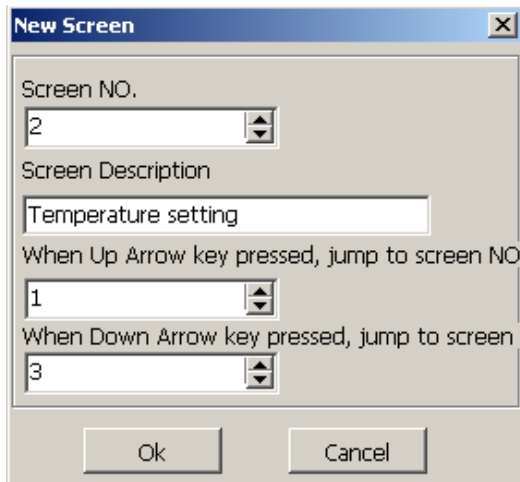 New Screen
Screen NO.
2
Screen Description
Temperature setting
When Up Arrow key pressed, jump to screen NO
1
When Down Arrow key pressed, jump to screen
3
Ok Cancel